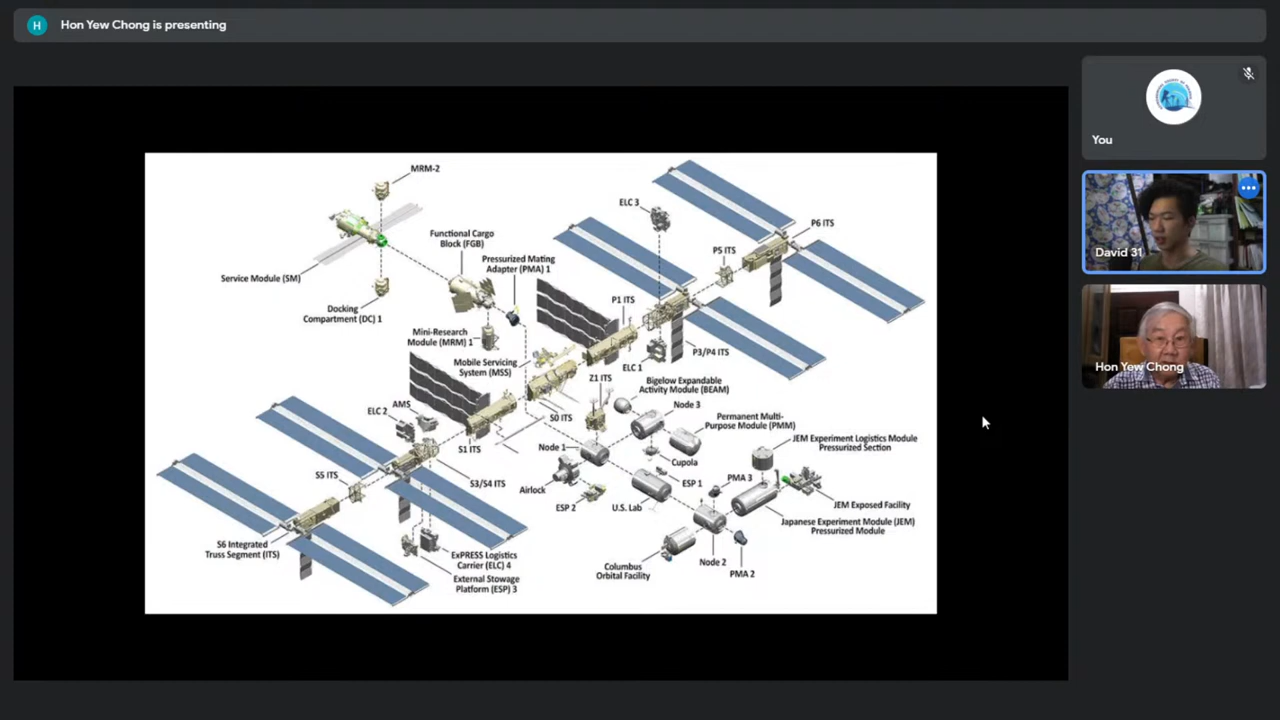 Hon Yew Chong is presenting
H
You
David 31
Hon Yew Chong
MRM-2
Service Module (SM)
Docking
Compartment (DC) 1
Functional Cargo
Block (FGB)
Pressurized Mating
Adapter (PMA) 1
Mini-Research
Module (MRM) 1
Mobile Servicing
System (MSS)
ELC 3
P6 ITS
P5 ITS
P1 ITS
P3/P4 ITS
ELC 1
Z1 ITS
Bigelow Expandable
Activity Module (BEAM)
Node 3
Permanent Multi-
Purpose Module (PMM)
Cupola
S0 ITS
AMS
ELC 2
S1 ITS
Node 1
Airlock
ESP 2
ESP 1
U.S. Lab
PMA 3
JEM Experiment Logistics Module
Pressurized Section
JEM Exposed Facility
Japanese Experiment Module (JEM)
Pressurized Module
Node 2
PMA 2
Columbus
Orbital Facility
S3/S4 ITS
S5 ITS
S6 Integrated
Truss Segment (ITS)
ExPRESS Logistics
Carrier (ELC) 4
External Stowage
Platform (ESP) 3